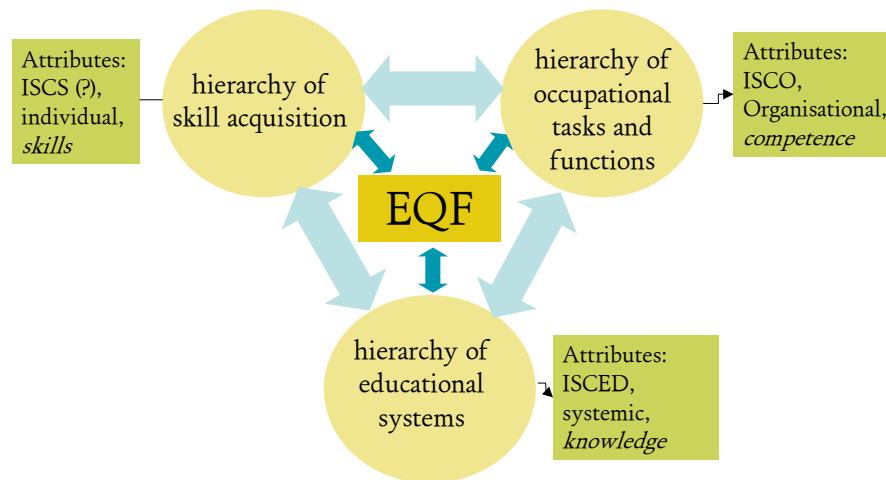 Attributes:
ISCS (?),
individual,
skills
hierarchy of
skill acquisition
hierarchy of
occupational
tasks and
functions
Attributes:
ISCO,
Organisational,
competence
EQF
hierarchy of
educational
systems
Attributes:
ISCED,
systemic,
knowledge